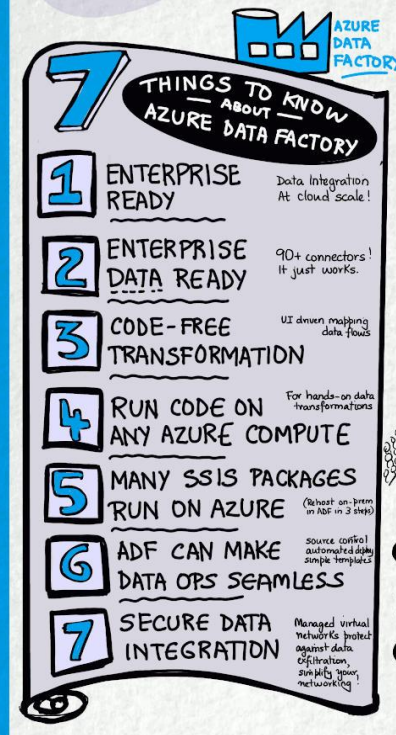 AZURE
DATA
FACTORY
7
THINGS TO KNOW
ABOUT
AZURE DATA FACTORY
1
ENTERPRISE
READY
Data Integration
At cloud scale!
2
ENTERPRISE
DATA READY
90+ connectors!
It just works.
3
CODE-FREE
TRANSFORMATION
UI driven mapping
data flows
4
RUN CODE ON
ANY AZURE COMPUTE
For hands-on data
transformations
5
MANY SSIS PACKAGES
RUN ON AZURE
(Rehost on-prem
in ADF in 3 steps)
6
ADF CAN MAKE
DATA OPS SEAMLESS
source control
automated deploy
simple templates
7
SECURE DATA
INTEGRATION
Managed virtual
networks protect
against data
exfiltration,
simplify your
networking!